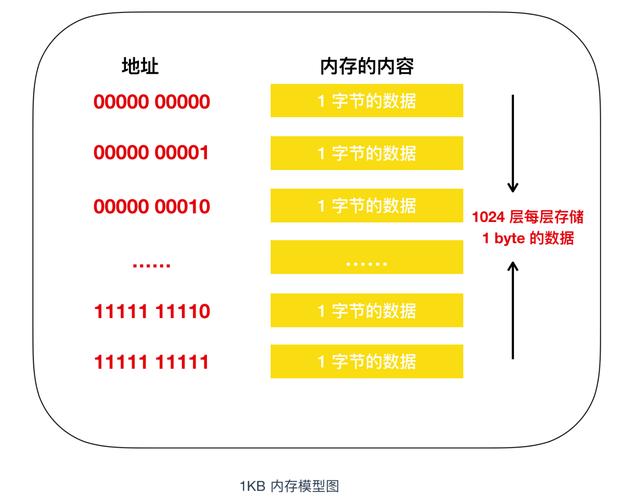 地址 内存的内容
00000 00000 1 字节的数据
00000 00001 1 字节的数据
00000 00010 1 字节的数据
1024 层每层存储
1 byte 的数据
...... ......
11111 11110 1 字节的数据
11111 11111 1 字节的数据
1KB 内存模型图